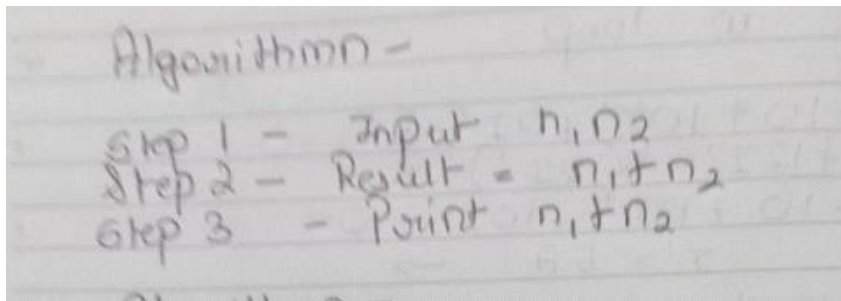 Algorithmn -
Step 1 - Input n₁ n₂
Step 2 - Result = n₁ + n₂
Step 3 - Print n₁ + n₂